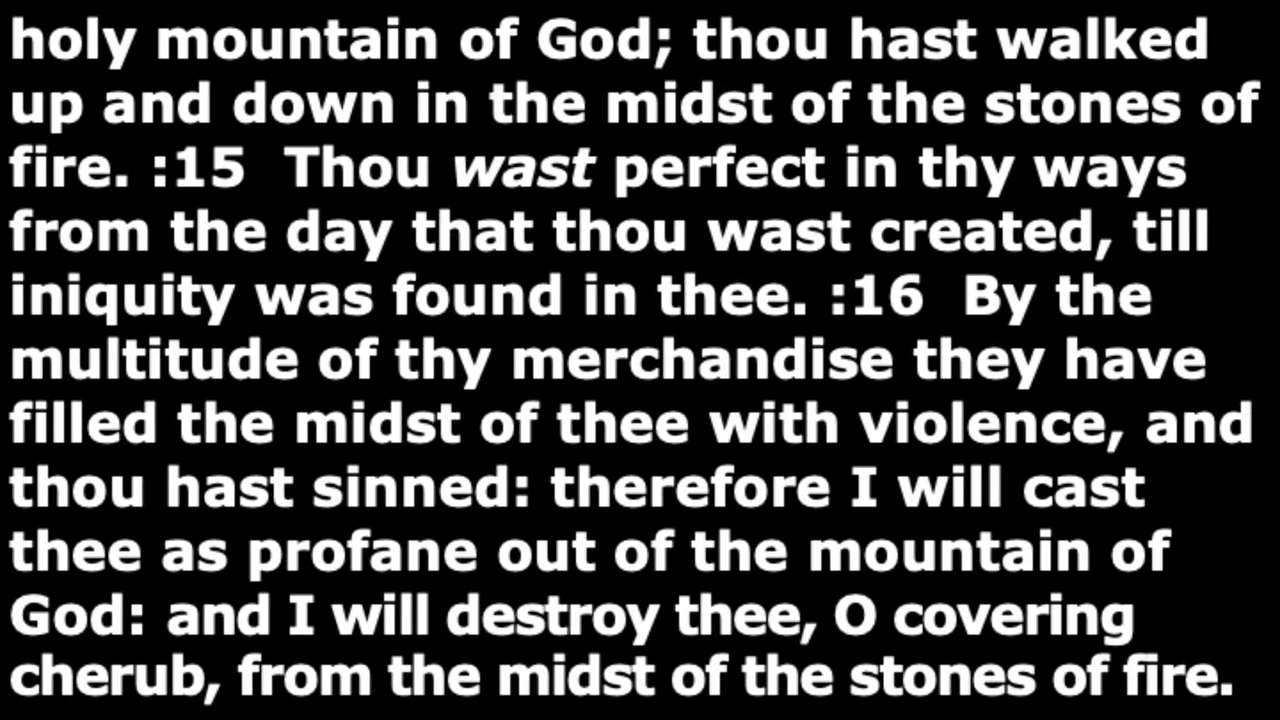 holy mountain of God; thou hast walked
up and down in the midst of the stones of
fire. :15  Thou wast perfect in thy ways
from the day that thou wast created, till
iniquity was found in thee. :16  By the
multitude of thy merchandise they have
filled the midst of thee with violence, and
thou hast sinned: therefore I will cast
thee as profane out of the mountain of
God: and I will destroy thee, O covering
cherub, from the midst of the stones of fire.